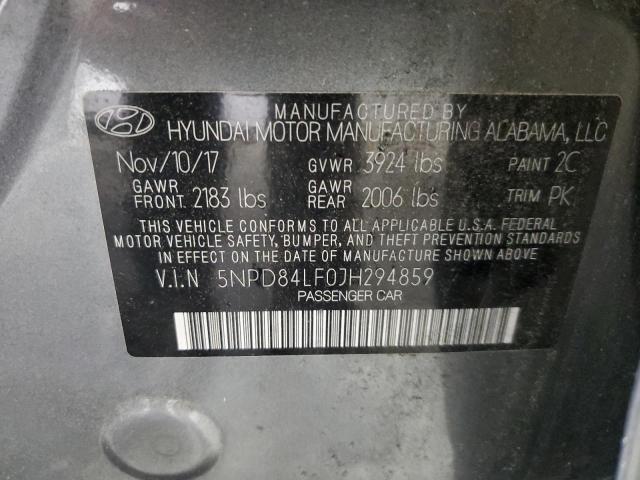 MANUFACTURED BY
HYUNDAI MOTOR MANUFACTURING ALABAMA, LLC
Nov/10/17 GVWR 3924 lbs PAINT 2C
GAWR FRONT 2183 lbs GAWR REAR 2006 lbs TRIM PK
THIS VEHICLE CONFORMS TO ALL APPLICABLE U.S.A. FEDERAL
MOTOR VEHICLE SAFETY, BUMPER, AND THEFT PREVENTION STANDARDS
IN EFFECT ON THE DATE OF MANUFACTURE SHOWN ABOVE
V.I.N 5NPD84LF0JH294859
PASSENGER CAR